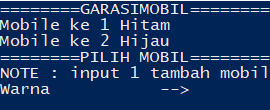 ========GARASIMOBIL========
Mobile ke 1 Hitam
Mobile ke 2 Hijau
========PILIH MOBIL========
NOTE : input 1 tambah mobil
Warna           -->